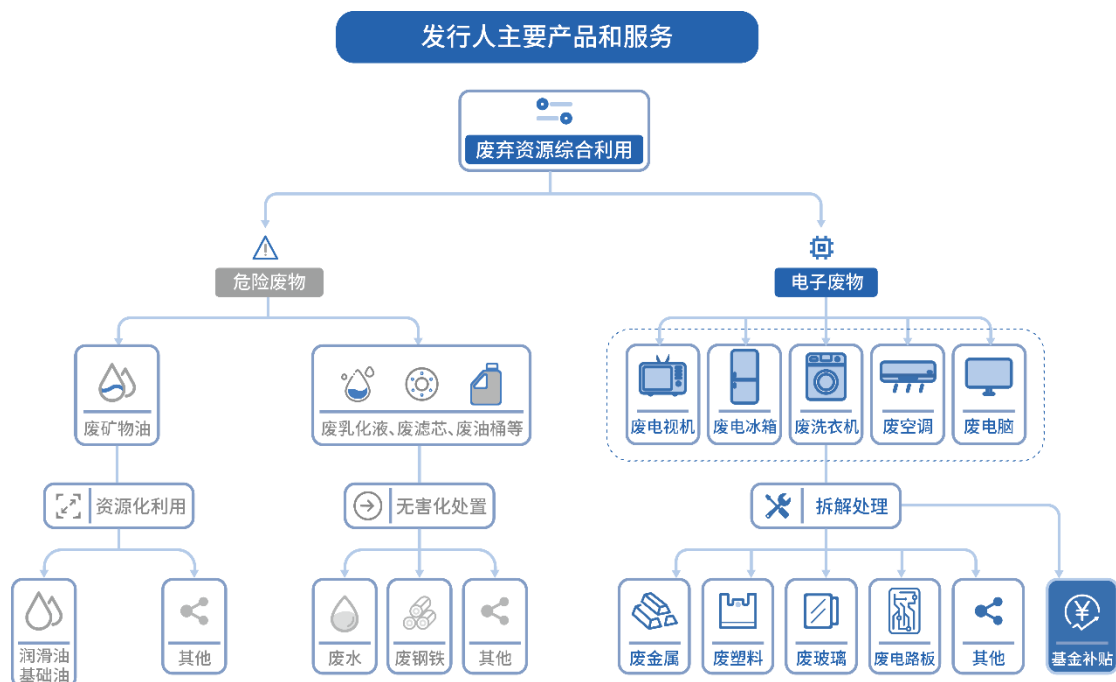 发行人主要产品和服务
废弃资源综合利用
危险废物
电子废物
废矿物油
废乳化液、废滤芯、废油桶等
废电视机
废电冰箱
废洗衣机
废空调
废电脑
资源化利用
无害化处置
拆解处理
润滑油
基础油
其他
废水
废钢铁
其他
废金属
废塑料
废玻璃
废电路板
其他
基金补贴